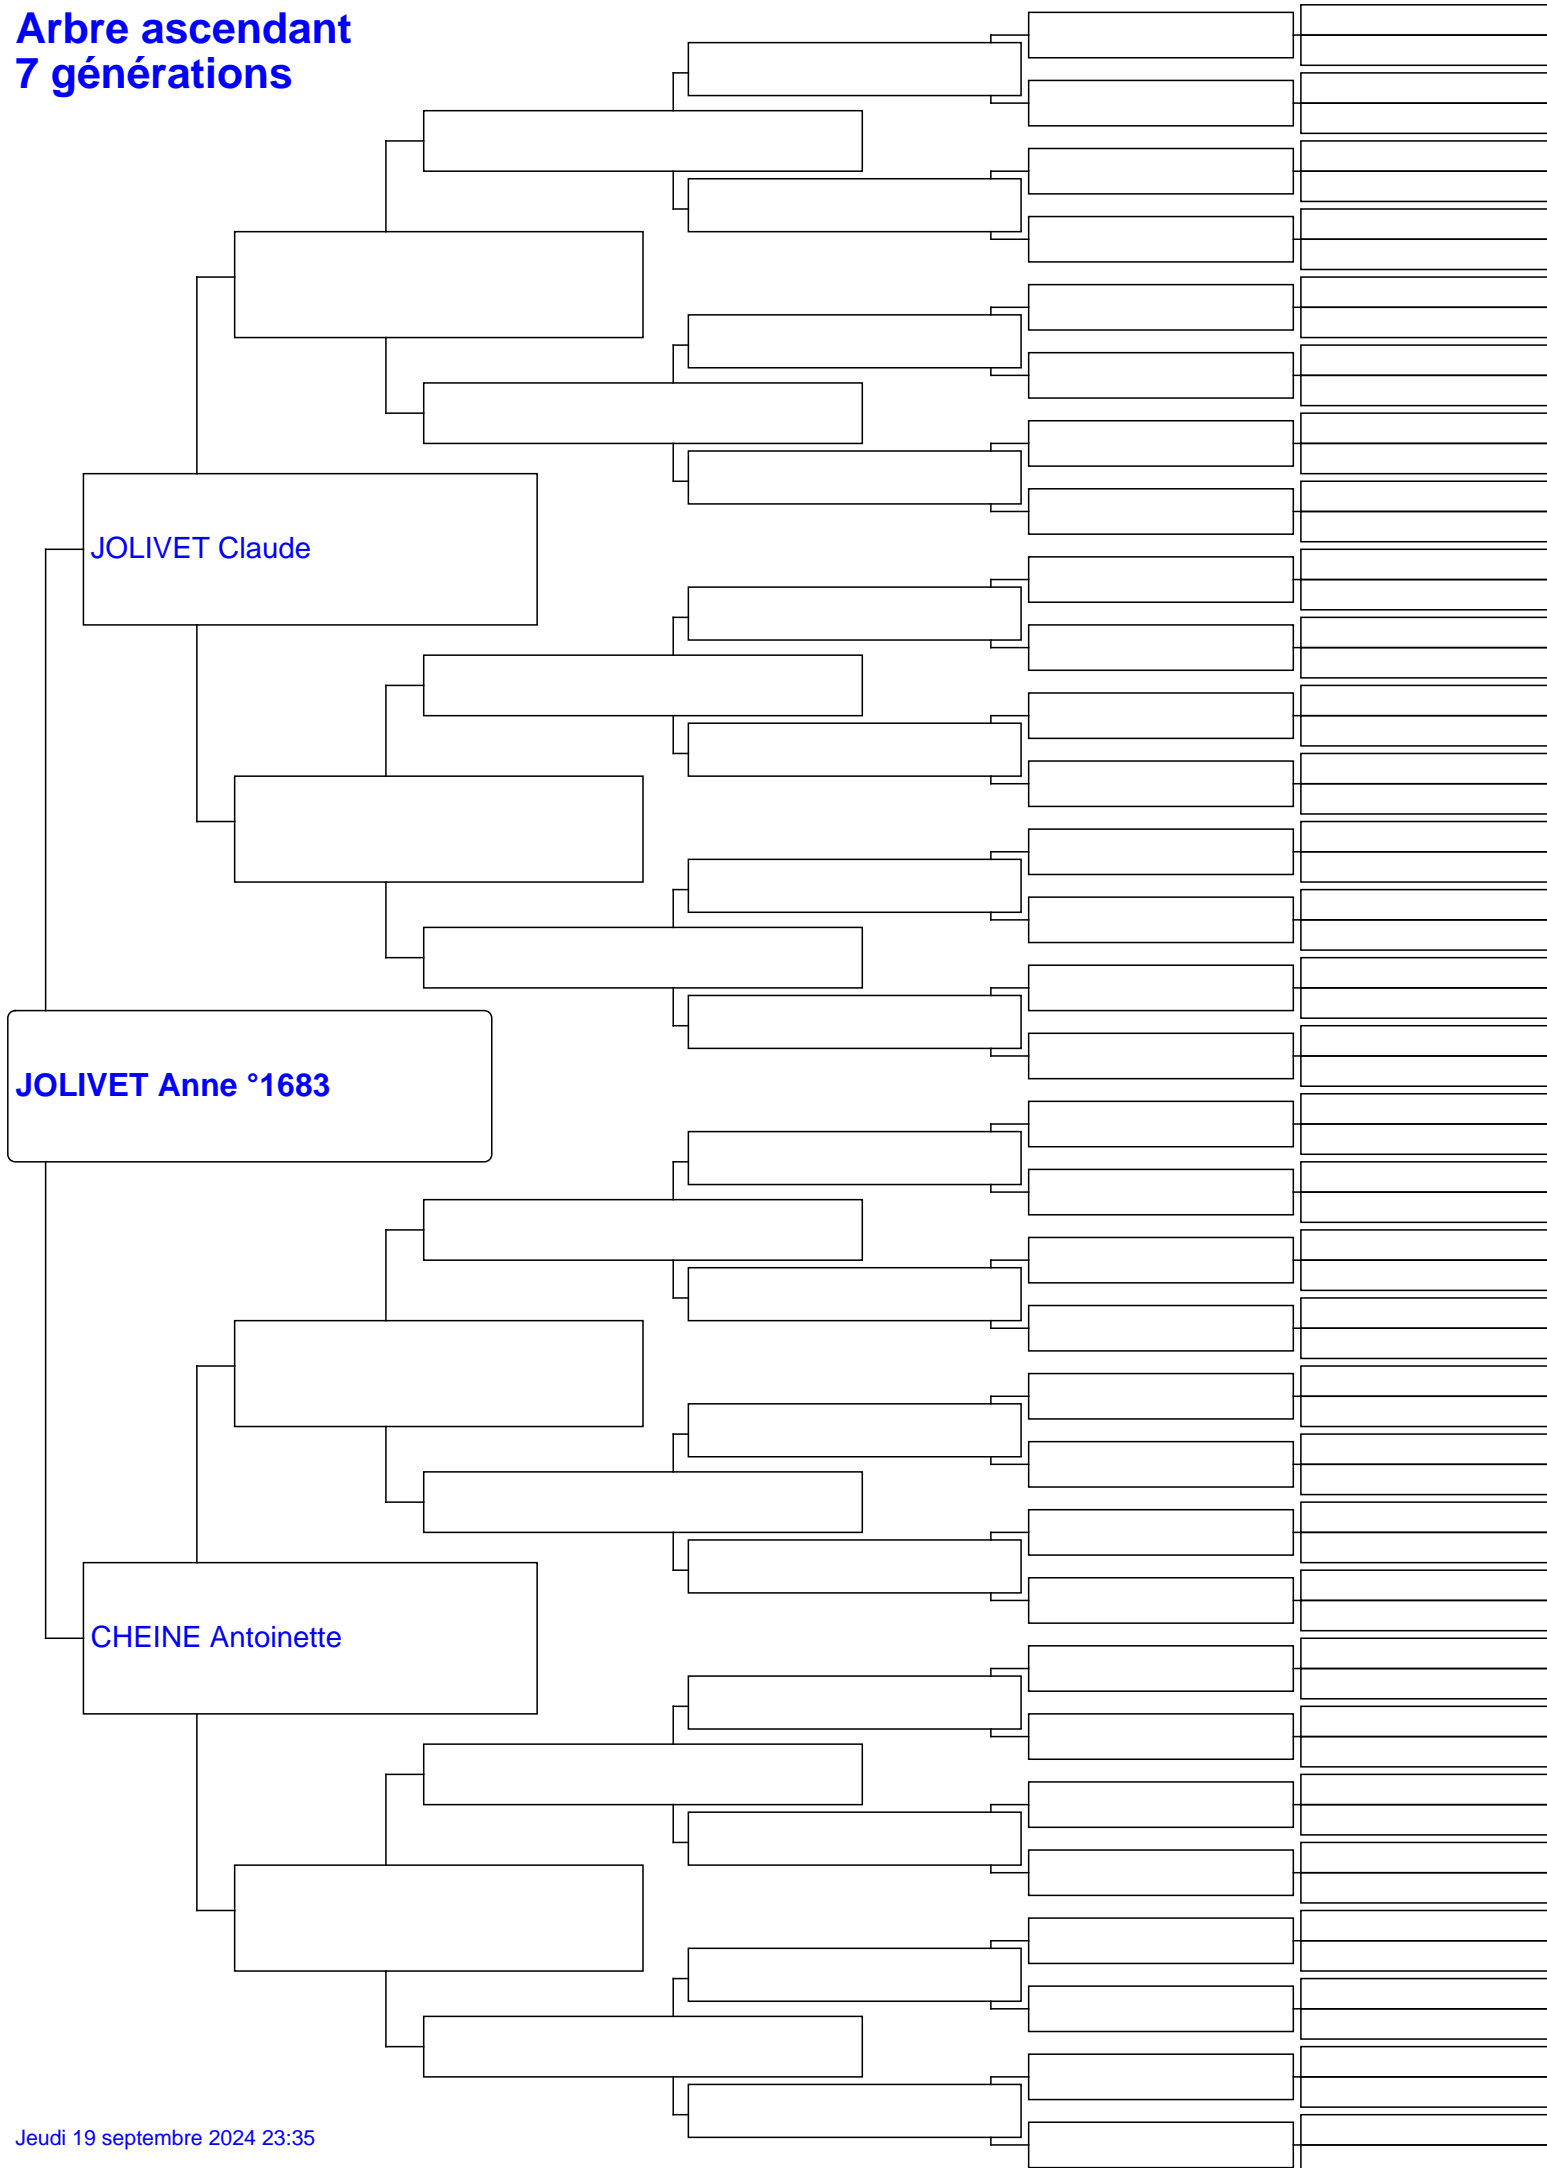 Arbre ascendant
7 générations
JOLIVET Claude
JOLIVET Anne °1683
CHEINE Antoinette
Jeudi 19 septembre 2024 23:35